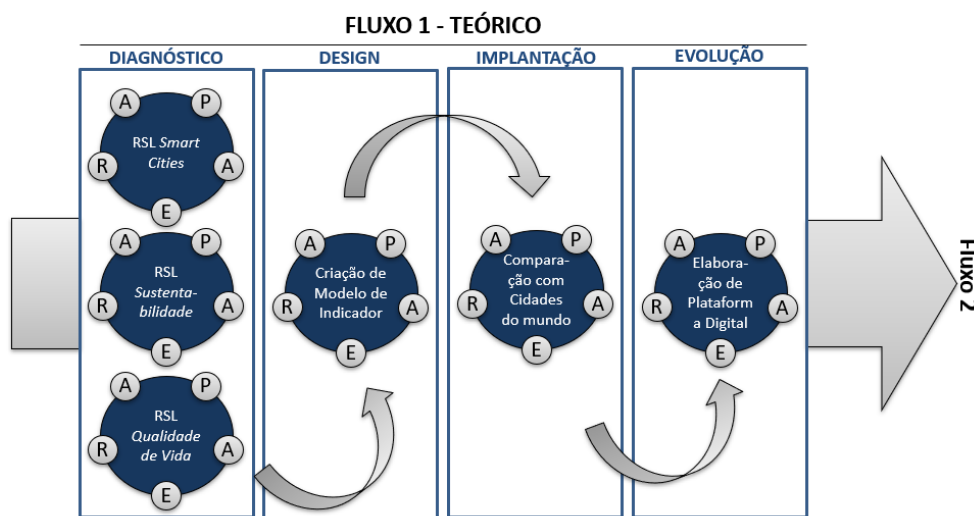 FLUXO 1 - TEÓRICO
DIAGNÓSTICO
DESIGN
IMPLANTAÇÃO
EVOLUÇÃO
A
P
RSL Smart
Cities
R
A
E
A
P
RSL
Sustenta-
bilidade
R
A
E
A
P
RSL
Qualidade
de Vida
R
A
E
A
P
Criação de
Modelo de
Indicador
R
A
E
A
P
Compara-
ção com
Cidades
do mundo
R
A
E
A
P
Elabora-
ção de
Plataform
a Digital
R
A
E
Fluxo 2